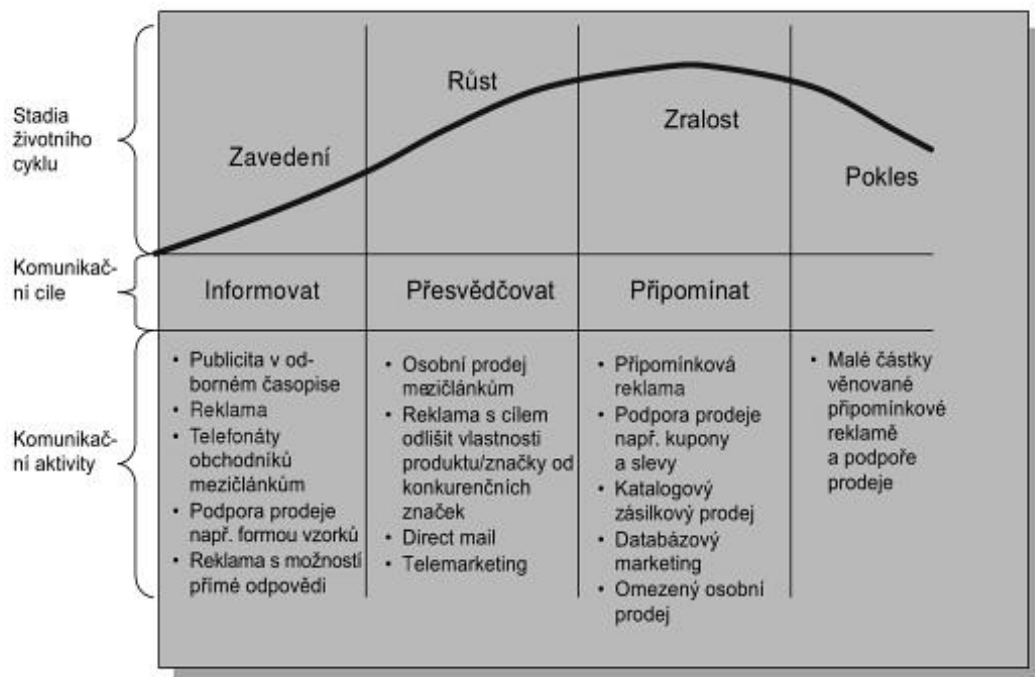 Stadia
životního
cyklu
Zavedení
Růst
Zralost
Pokles
Komunikač-
ní cíle
Informovat
Přesvědčovat
Připomínat
Komunikač-
ní aktivity
• Publicita v od-
borném časopise
• Reklama
• Telefonáty
obchodníků
mezičlánkům
• Podpora prodeje
např. formou vzorků
• Reklama s možností
přímé odpovědi
• Osobní prodej
mezičlánkům
• Reklama s cílem
odlišit vlastnosti
produktu/značky od
konkurenčních
značek
• Direct mail
• Telemarketing
• Připomínková
reklama
• Podpora prodeje
např. kupony
a slevy
• Katalogový
zásilkový prodej
• Databázový
marketing
• Omezený osobní
prodej
• Malé částky
věnované
připomínkové
reklamě
a podpoře
prodeje